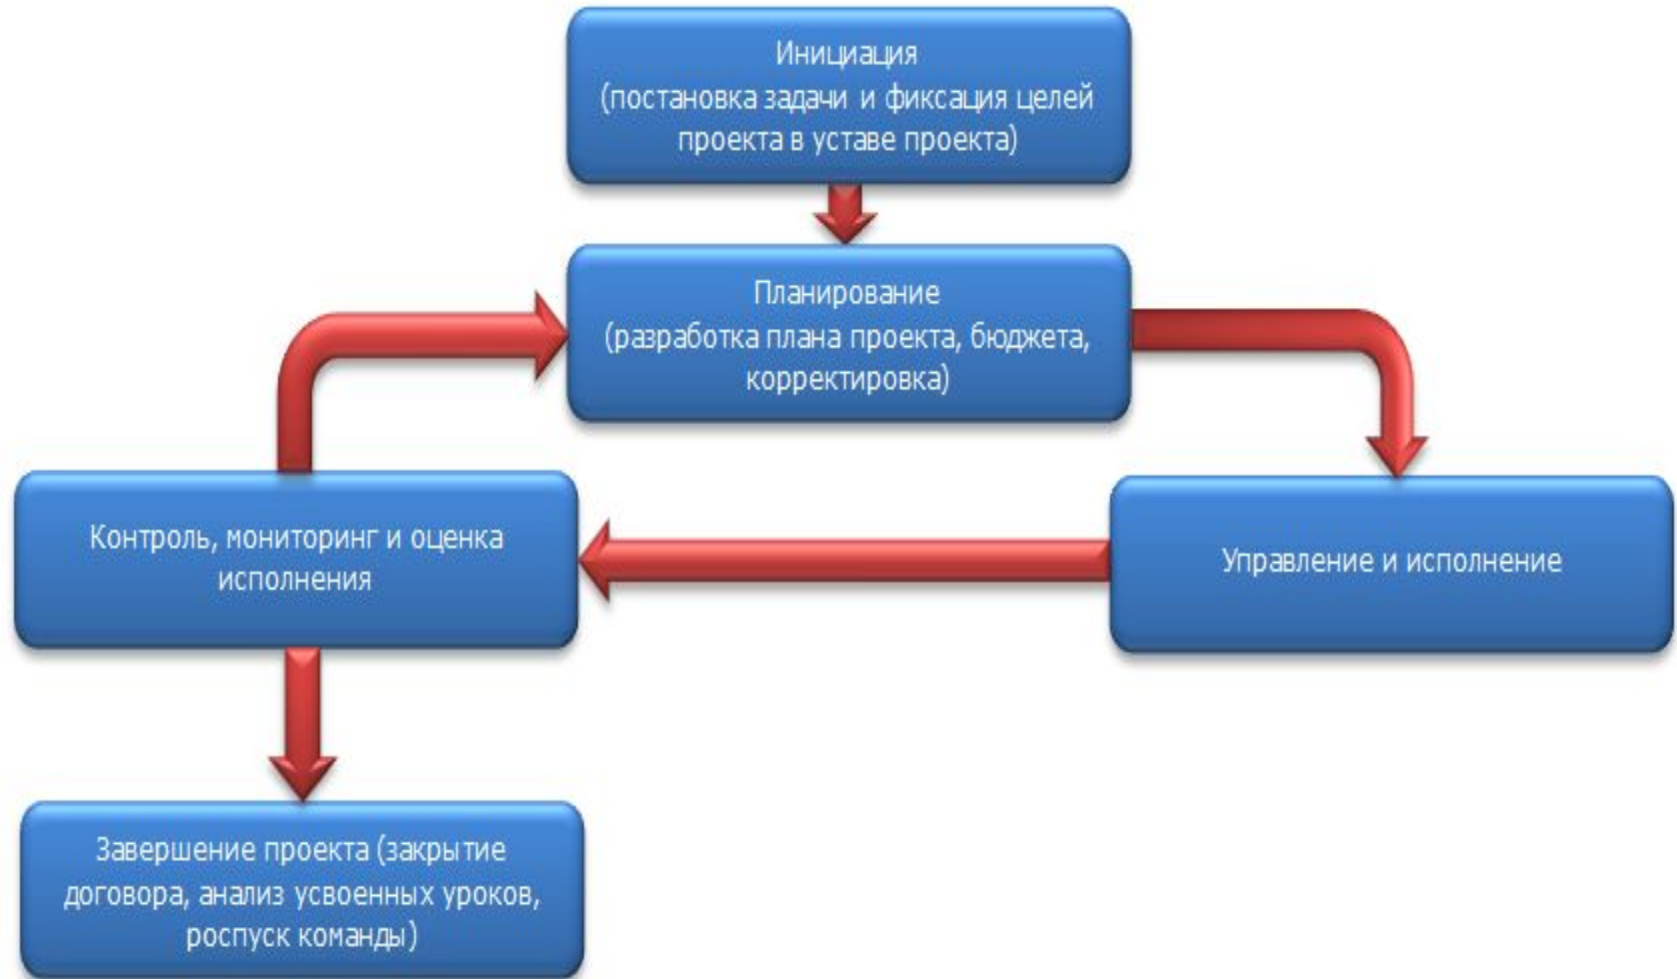 Инициация
(постановка задачи и фиксация целей
проекта в уставе проекта)
Планирование
(разработка плана проекта, бюджета,
корректировка)
Контроль, мониторинг и оценка
исполнения
Управление и исполнение
Завершение проекта (закрытие
договора, анализ усвоенных уроков,
роспуск команды)